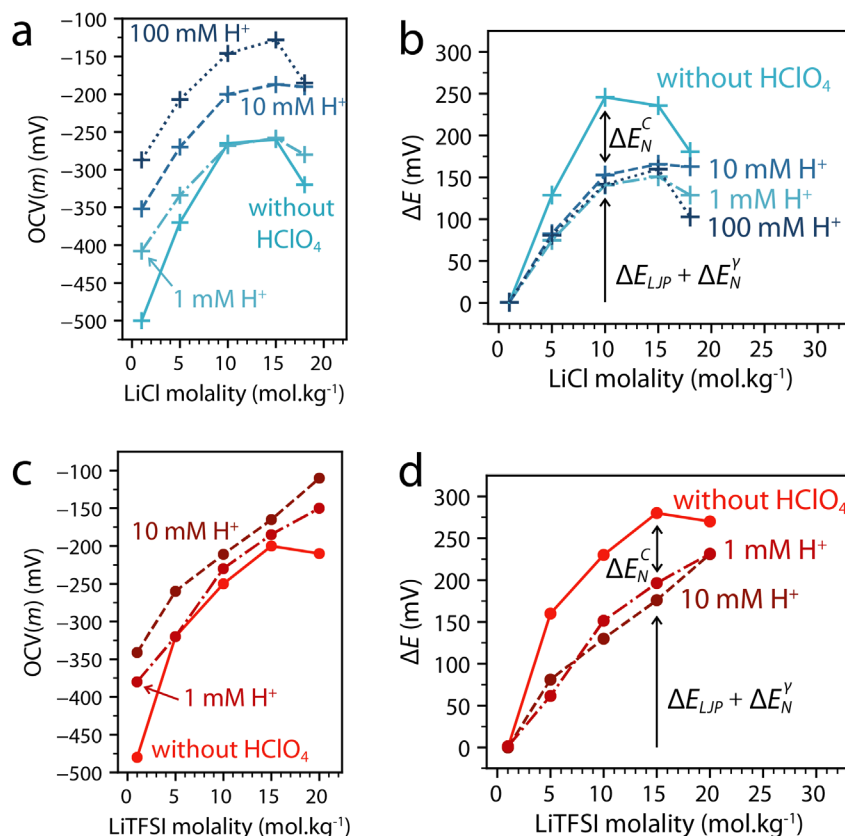 a
−100
−150
−200
−250
−300
−350
−400
−450
−500
OCV(m) (mV)
100 mM H⁺
10 mM H⁺
without
HClO₄
1 mM H⁺
0 5 10 15 20
LiCl molality (mol.kg⁻¹)
b
300
250
200
150
100
50
0
ΔE (mV)
without HClO₄
ΔE_N^C
10 mM H⁺
1 mM H⁺
100 mM H⁺
ΔE_LJP + ΔE_N^γ
0 5 10 15 20 25 30
LiCl molality (mol.kg⁻¹)
c
−100
−150
−200
−250
−300
−350
−400
−450
−500
OCV(m) (mV)
10 mM H⁺
1 mM H⁺
without HClO₄
0 5 10 15 20
LiTFSI molality (mol.kg⁻¹)
d
300
250
200
150
100
50
0
ΔE (mV)
without HClO₄
ΔE_N^C
1 mM H⁺
10 mM H⁺
ΔE_LJP + ΔE_N^γ
0 5 10 15 20 25 30
LiTFSI molality (mol.kg⁻¹)